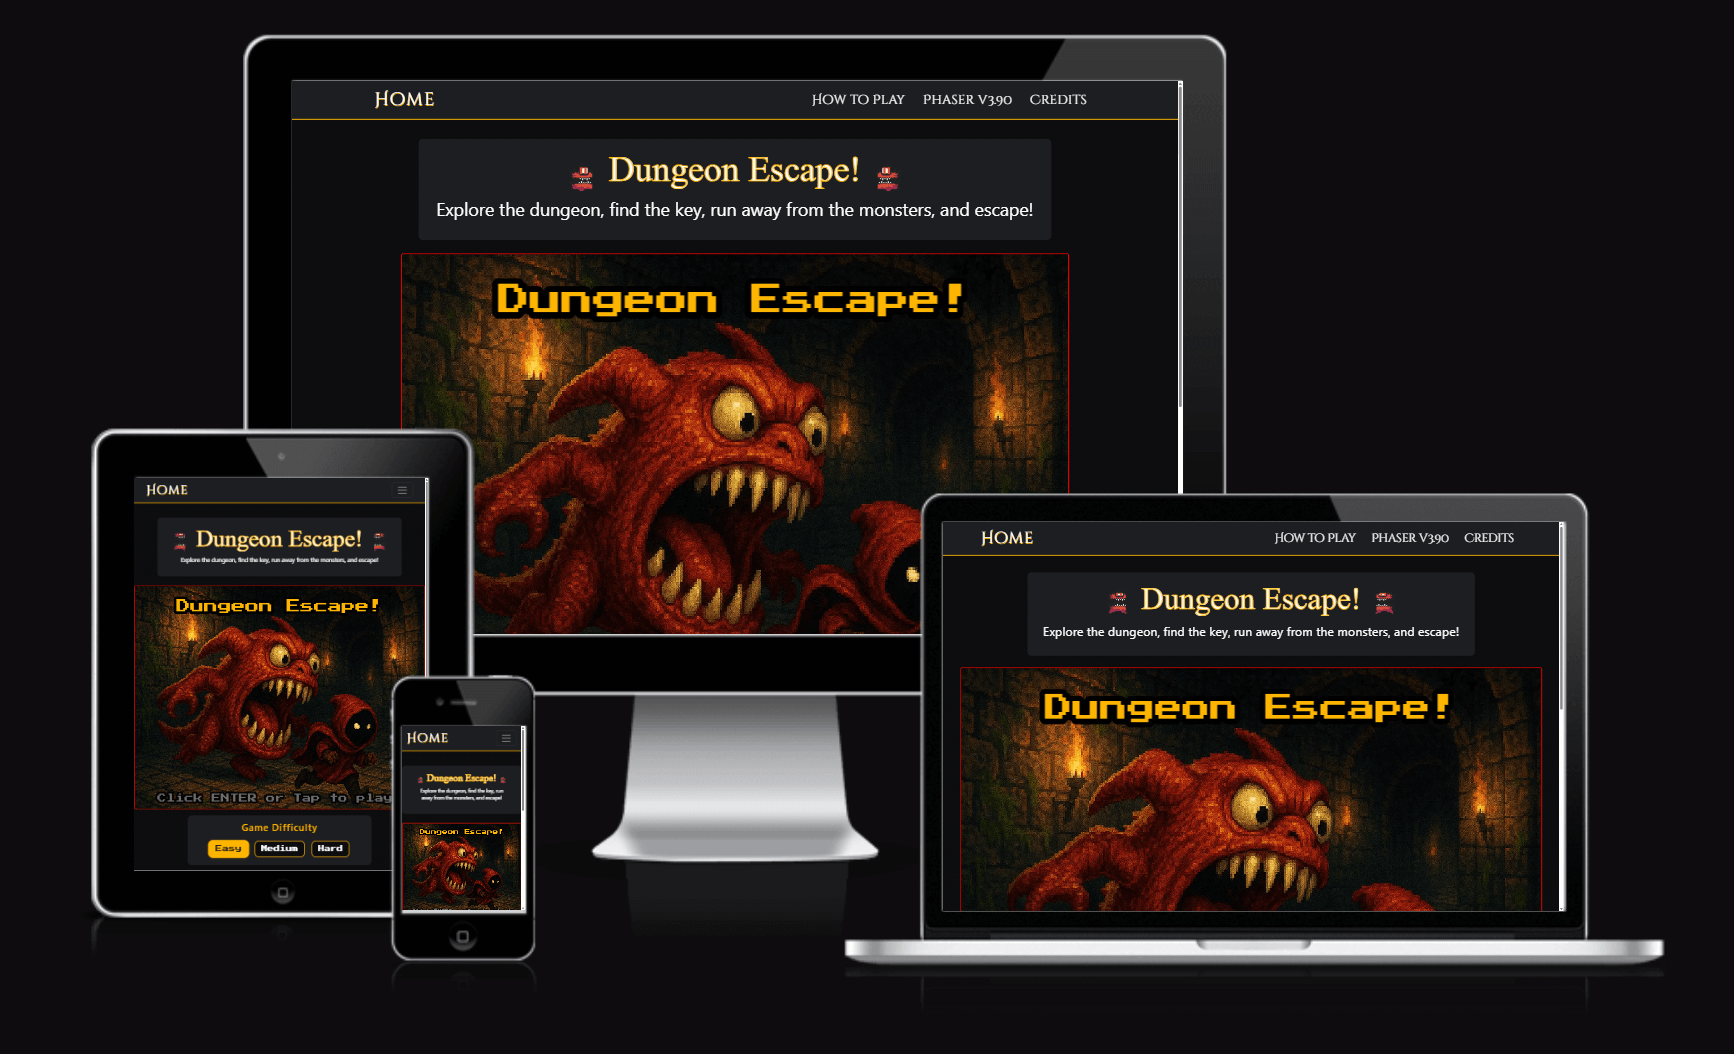 Home
How to Play Phaser v3.90 Credits
Dungeon Escape!
Explore the dungeon, find the key, run away from the monsters, and escape!
Dungeon Escape!
Home
Dungeon Escape!
Explore the dungeon, find the key, run away from the monsters, and escape!
Dungeon Escape!
Click ENTER or Tap to play
Game Difficulty
Easy Medium Hard
Home
Dungeon Escape!
Explore the dungeon, find the key, run
away from the monsters, and escape!
Dungeon Escape!
Home
How to Play Phaser v3.90 Credits
Dungeon Escape!
Explore the dungeon, find the key, run away from the monsters, and escape!
Dungeon Escape!